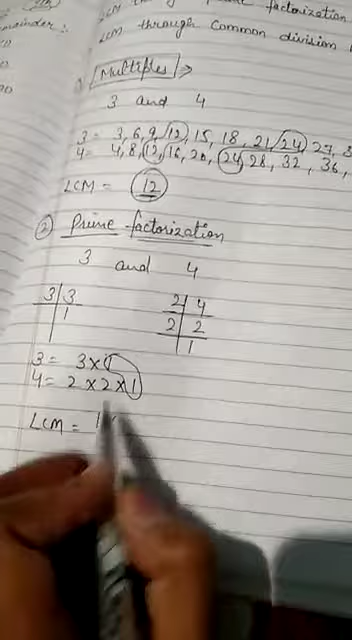 factorization
LCM through Common division
Multiples →
3 and 4
3 = 3, 6, 9, 12, 15, 18, 21, 24, 27, 3
4 = 4, 8, 12, 16, 20, 24, 28, 32, 36,
LCM = 12
② Prime factorization
3 and 4
3 | 3    2 | 4
1    2 | 2
1
3 = 3 × 1
4 = 2 × 2 × 1
LCM = 1